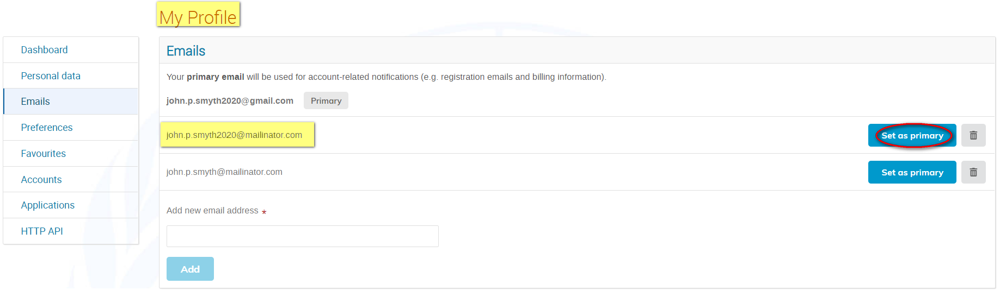 My Profile
Dashboard
Personal data
Emails
Preferences
Favourites
Accounts
Applications
HTTP API
Emails
Your primary email will be used for account-related notifications (e.g. registration emails and billing information).
john.p.smyth2020@gmail.com Primary
john.p.smyth2020@mailinator.com Set as primary
john.p.smyth@mailinator.com Set as primary
Add new email address *
Add